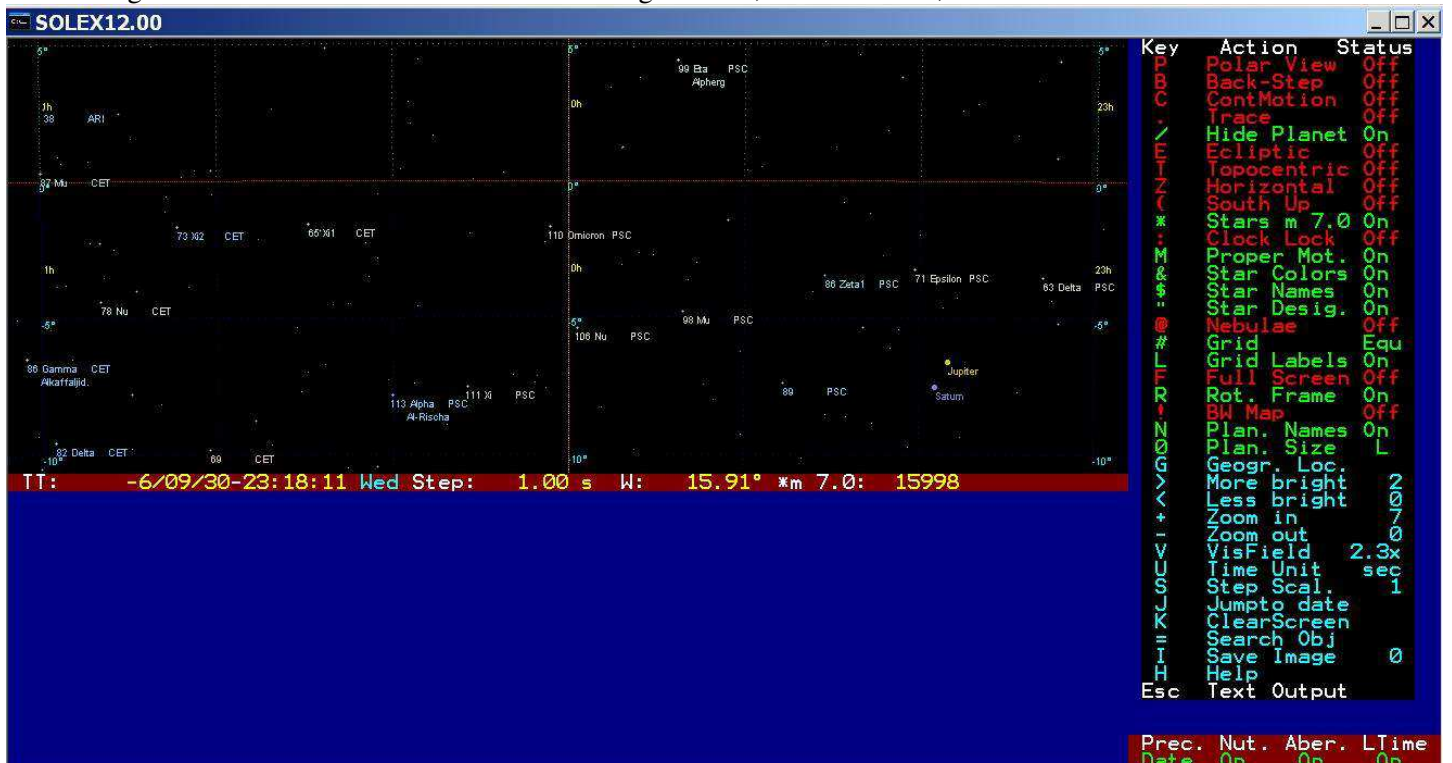 SOLEX12.00
5° 5° 5°
99 Eta PSC
Alpherg
1h 0h 23h
38 ARI
87 Mu CET
0° 0° 0°
73 Xi2 CET 65 Xi1 CET 110 Omicron PSC
1h 0h 23h
86 Zeta1 PSC 71 Epsilon PSC 63 Delta PSC
78 Nu CET 98 Mu PSC
-5° -5° -5°
106 Nu PSC
86 Gamma CET
Alkaffaljid.
Jupiter
113 Alpha PSC 111 Xi PSC 89 PSC Saturn
Al-Rischa
82 Delta CET 69 CET
-10° -10° -10°
TT: -6/09/30-23:18:11 Wed Step: 1.00 s W: 15.91° *m 7.0: 15998
Key Action Status
P Polar View Off
B Back-Step Off
C ContMotion Off
. Trace Off
/ Hide Planet On
E Ecliptic Off
T Topocentric Off
Z Horizontal Off
( South Up Off
* Stars m 7.0 On
: Clock Lock Off
M Proper Mot. On
& Star Colors On
$ Star Names On
" Star Desig. On
@ Nebulae Off
# Grid Equ
L Grid Labels On
F Full Screen Off
R Rot. Frame On
! BW Map Off
N Plan. Names On
0 Plan. Size L
G Geogr. Loc.
> More bright 2
< Less bright 0
+ Zoom in 7
- Zoom out 0
V VisField 2.3x
U Time Unit sec
S Step Scal. 1
J Jumpto date
K ClearScreen
= Search Obj
I Save Image 0
H Help
Esc Text Output
Prec. Nut. Aber. LTime
Date On On On